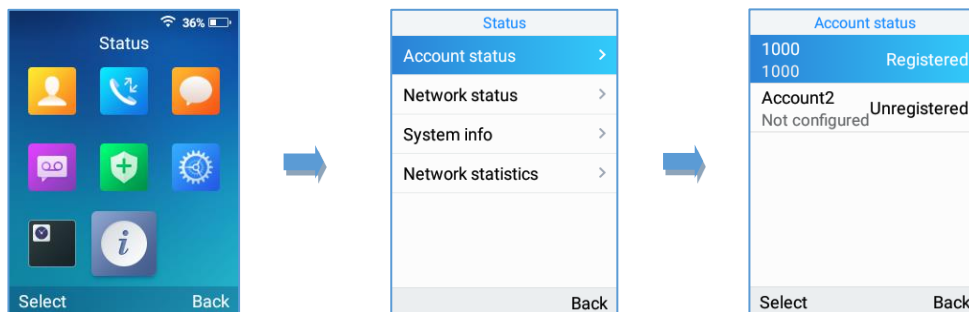 36%
Status
Select Back
Status
Account status
Network status
System info
Network statistics
Back
Account status
1000
1000 Registered
Account2
Not configured Unregistered
Select Back